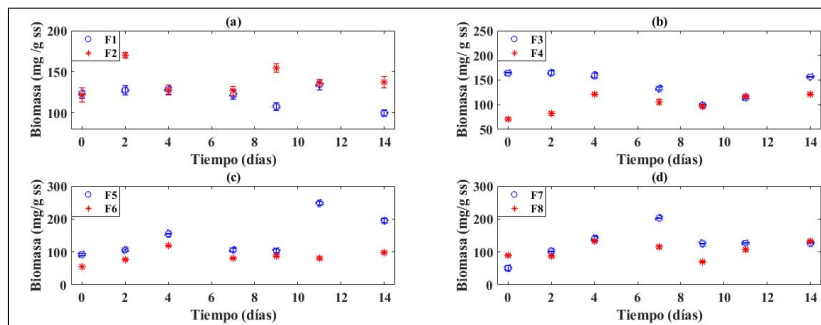 (a)
Biomasa (mg /g ss)
200
150
100
F1
F2
0 2 4 6 8 10 12 14
Tiempo (días)
(b)
Biomasa (mg/g ss)
250
200
150
100
50
F3
F4
0 2 4 6 8 10 12 14
Tiempo (días)
(c)
Biomasa (mg/g ss)
300
200
100
0
F5
F6
0 2 4 6 8 10 12 14
Tiempo (días)
(d)
Biomasa (mg/g ss)
300
200
100
0
F7
F8
0 2 4 6 8 10 12 14
Tiempo (días)